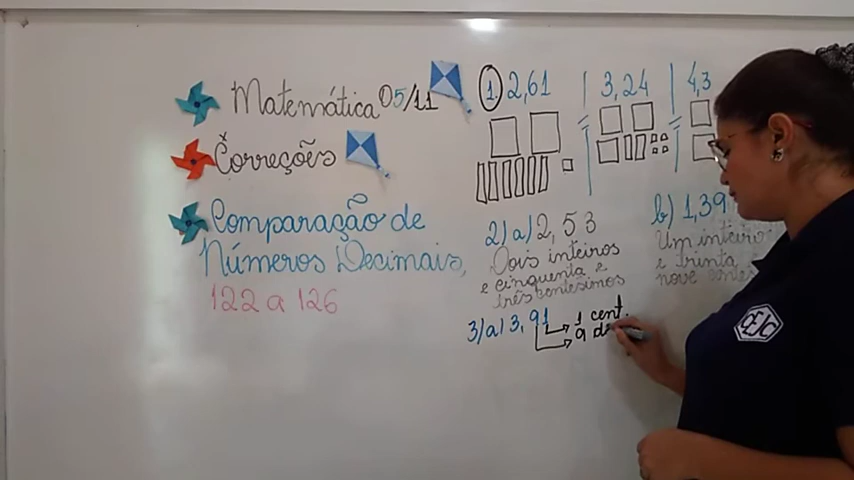 Matemática 05/11
Correções
Comparação de
Números Decimais,
122 a 126
1. 2,61
3,24
4,3
2) a) 2,53
Dois inteiros
e cinquenta e
três centésimos
b) 1,39
Um inteiro
e trinta
nove
3) a) 3,91
1 cent.
9 d